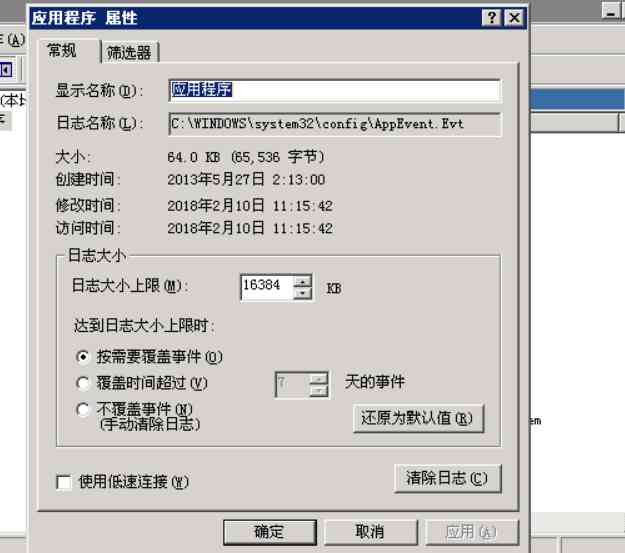 应用程序 属性
(A)
常规 筛选器
显示名称(D): 应用程序
日志名称(L): C:\WINDOWS\system32\config\AppEvent.Evt
大小: 64.0 KB (65,536 字节)
创建时间: 2013年5月27日 2:13:00
修改时间: 2018年2月10日 11:15:42
访问时间: 2018年2月10日 11:15:42
日志大小
日志大小上限(M): 16384 KB
达到日志大小上限时:
按需要覆盖事件(O)
覆盖时间超过(V) 7 天的事件
不覆盖事件(N)
(手动清除日志)
还原为默认值(R)
使用低速连接(W)
清除日志(C)
确定 取消 应用(A)